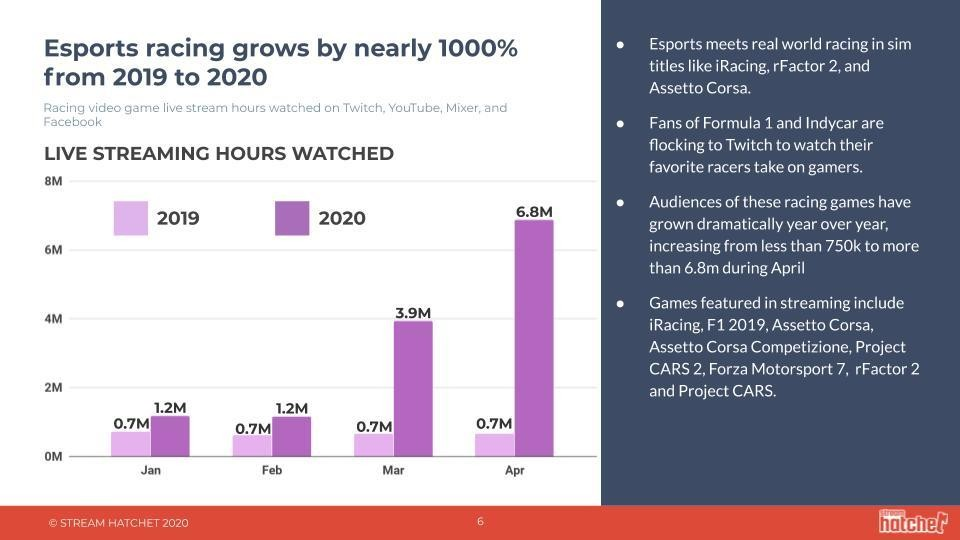 Esports racing grows by nearly 1000%
from 2019 to 2020
Racing video game live stream hours watched on Twitch, YouTube, Mixer, and
Facebook
LIVE STREAMING HOURS WATCHED
8M
6M
4M
2M
0M
2019
2020
0.7M
1.2M
0.7M
1.2M
0.7M
3.9M
0.7M
6.8M
Jan
Feb
Mar
Apr
● Esports meets real world racing in sim
titles like iRacing, rFactor 2, and
Assetto Corsa.
● Fans of Formula 1 and Indycar are
flocking to Twitch to watch their
favorite racers take on gamers.
● Audiences of these racing games have
grown dramatically year over year,
increasing from less than 750k to more
than 6.8m during April
● Games featured in streaming include
iRacing, F1 2019, Assetto Corsa,
Assetto Corsa Competizione, Project
CARS 2, Forza Motorsport 7, rFactor 2
and Project CARS.
© STREAM HATCHET 2020
6
stream
hatchet